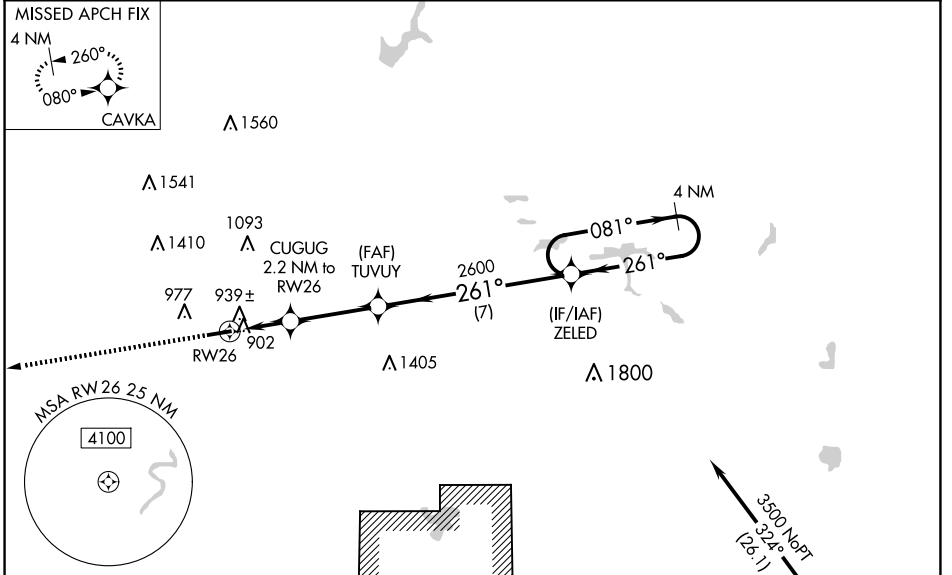 MISSED APCH FIX
4 NM
260°
080°
CAVKA
1560
1541
4 NM
1093
081°
1410
CUGUG
2.2 NM to
RW26
(FAF)
TUVUY
2600
261°
(7)
261°
977
939±
(IF/IAF)
ZELED
902
RW26
1405
1800
MSA RW26 25 NM
4100
3500 NoPT
324°
(26.1)